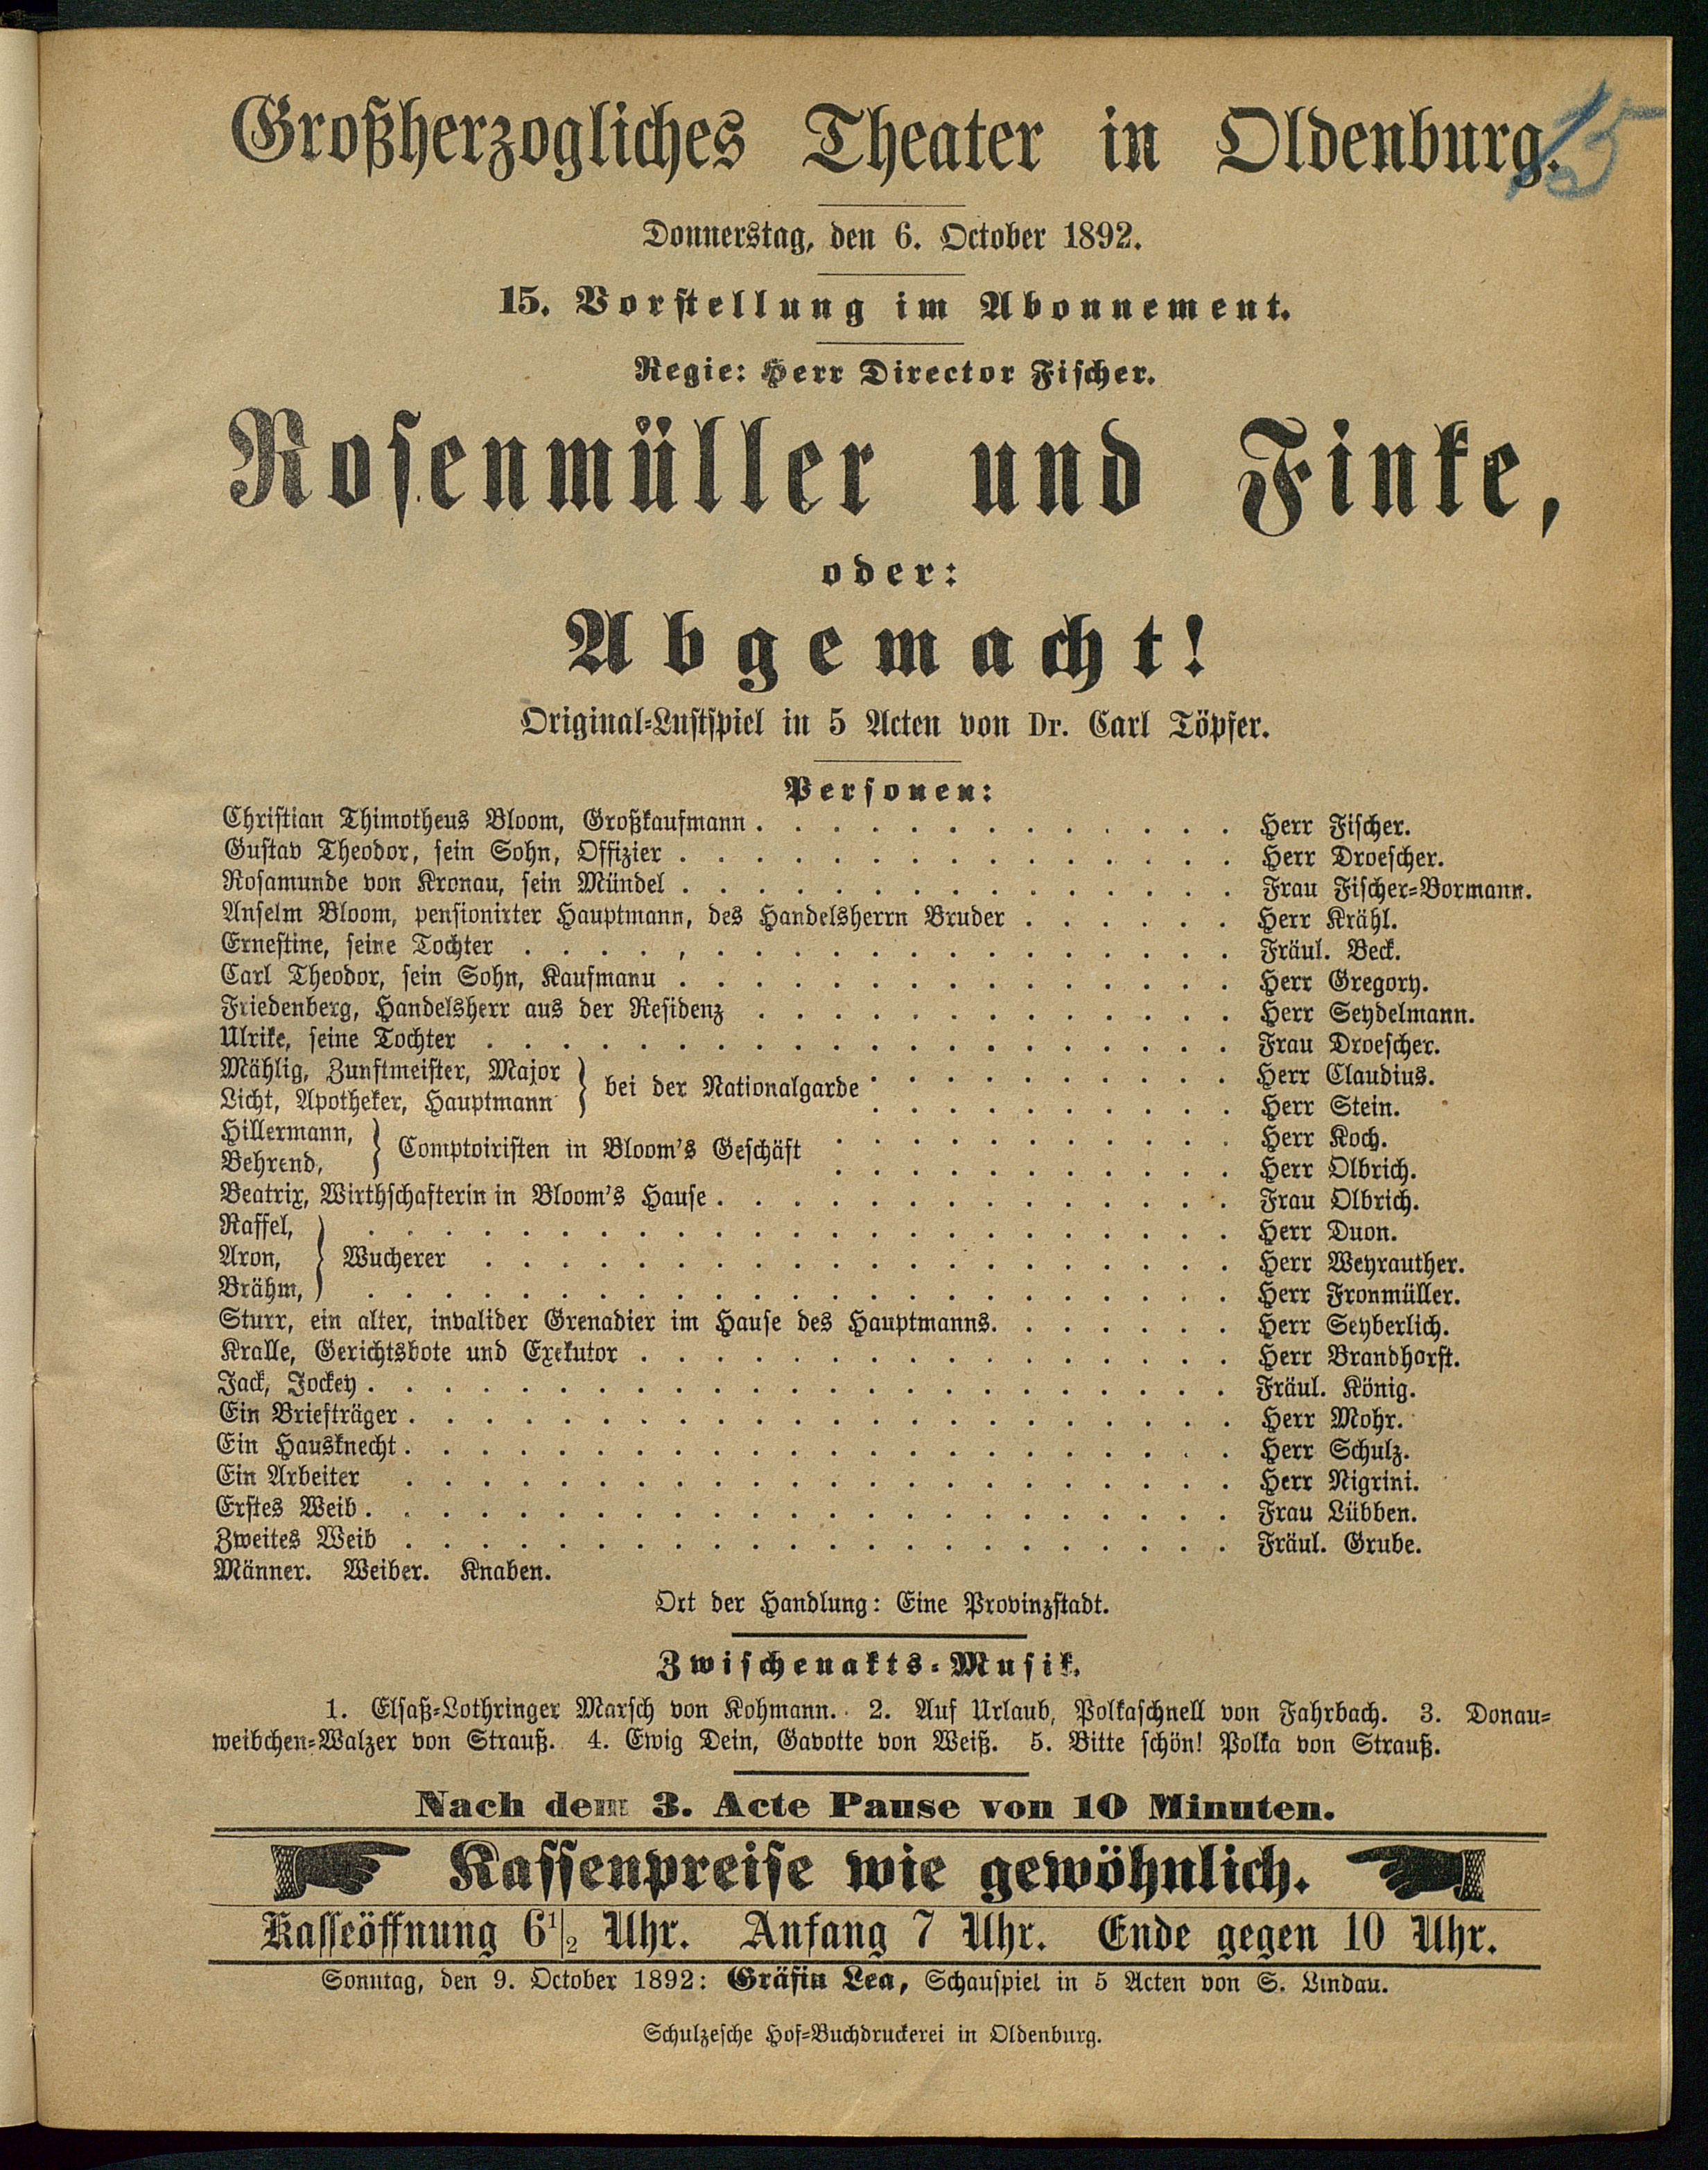 Großherzogliches Theater in Oldenburg.
15
Donnerstag, den 6. October 1892.
15. Vorstellung im Abonnement.
Regie: Herr Director Fischer.
Rosenmüller und Finke,
oder:
Abgemacht!
Original-Lustspiel in 5 Acten von Dr. Carl Töpfer.
Personen:
Christian Thimotheus Bloom, Großkaufmann . . . . . . . . . . . . . Herr Fischer.
Gustav Theodor, sein Sohn, Offizier . . . . . . . . . . . . . . . Herr Droescher.
Rosamunde von Kronau, sein Mündel . . . . . . . . . . . . . . . Frau Fischer-Bormann.
Anselm Bloom, pensionirter Hauptmann, des Handelsherrn Bruder . . . . . . Herr Krähl.
Ernestine, seine Tochter . . . . . . . . . . . . . . . . . . . Fräul. Beck.
Carl Theodor, sein Sohn, Kaufmann . . . . . . . . . . . . . . . Herr Gregory.
Friedenberg, Handelsherr aus der Residenz . . . . . . . . . . . . . Herr Seydelmann.
Ulrike, seine Tochter . . . . . . . . . . . . . . . . . . . . Frau Droescher.
Mählig, Zunftmeister, Major } bei der Nationalgarde . . . . . . . . . . Herr Claudius.
Licht, Apotheker, Hauptmann . . . . . . . . . . Herr Stein.
Hillermann, } Comptoiristen in Bloom's Geschäft . . . . . . . . . . . Herr Koch.
Behrend, . . . . . . . . . . . Herr Olbrich.
Beatrix, Wirthschafterin in Bloom's Hause . . . . . . . . . . . . . . Frau Olbrich.
Raffel, . . . . . . . . . . . . . . . . . . . . . . . Herr Duon.
Aron, } Wucherer . . . . . . . . . . . . . . . . . . . . Herr Weyrauther.
Brähm, . . . . . . . . . . . . . . . . . . . . . . . Herr Fronmüller.
Sturr, ein alter, invalider Grenadier im Hause des Hauptmanns. . . . . . . Herr Seyberlich.
Kralle, Gerichtsbote und Exekutor . . . . . . . . . . . . . . . . Herr Brandhorst.
Jack, Jockey . . . . . . . . . . . . . . . . . . . . . . . Fräul. König.
Ein Briefträger . . . . . . . . . . . . . . . . . . . . . . Herr Mohr.
Ein Hausknecht . . . . . . . . . . . . . . . . . . . . . . Herr Schulz.
Ein Arbeiter . . . . . . . . . . . . . . . . . . . . . . Herr Nigrini.
Erstes Weib . . . . . . . . . . . . . . . . . . . . . . . Frau Lübben.
Zweites Weib . . . . . . . . . . . . . . . . . . . . . . Fräul. Grube.
Männer. Weiber. Knaben.
Ort der Handlung: Eine Provinzstadt.
Zwischenakts-Musik.
1. Elsaß-Lothringer Marsch von Kohmann. 2. Auf Urlaub, Polkaschnell von Fahrbach. 3. Donau-
weibchen-Walzer von Strauß. 4. Ewig Dein, Gavotte von Weiß. 5. Bitte schön! Polka von Strauß.
Nach dem 3. Acte Pause von 10 Minuten.
Kassenpreise wie gewöhnlich.
Kasseöffnung 6 1/2 Uhr. Anfang 7 Uhr. Ende gegen 10 Uhr.
Sonntag, den 9. October 1892: Gräfin Lea, Schauspiel in 5 Acten von S. Lindau.
Schulzesche Hof-Buchdruckerei in Oldenburg.